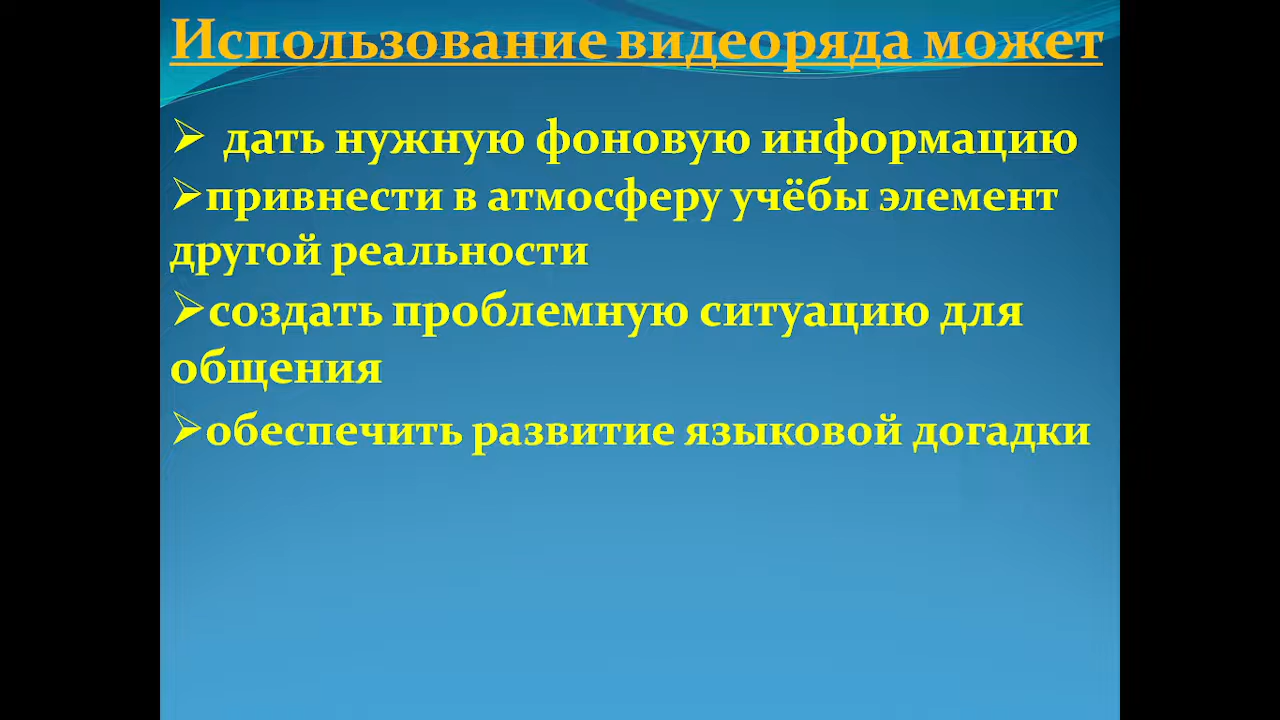 Использование видеоряда может
➢ дать нужную фоновую информацию
➢привнести в атмосферу учёбы элемент
другой реальности
➢создать проблемную ситуацию для
общения
➢обеспечить развитие языковой догадки